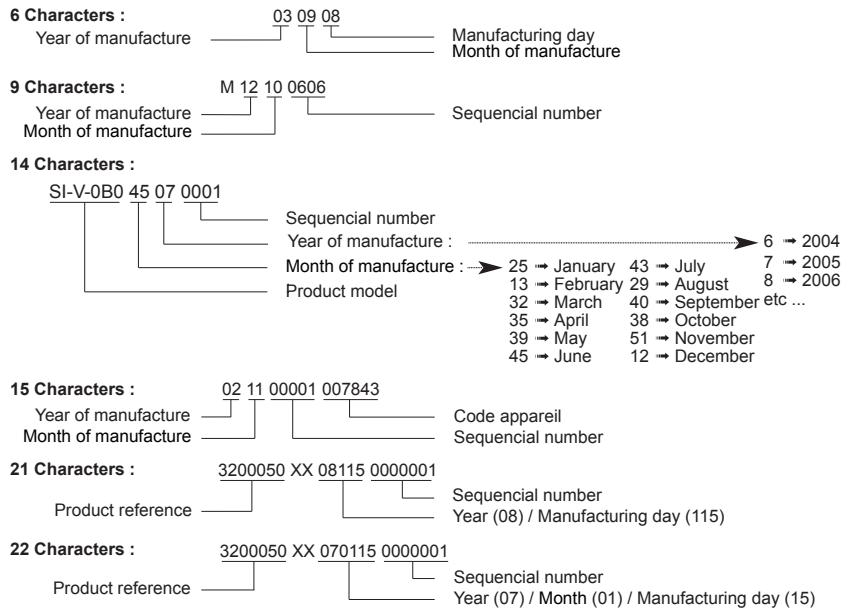 6 Characters :
03 09 08
Year of manufacture
Manufacturing day
Month of manufacture
9 Characters :
M 12 10 0606
Year of manufacture
Sequencial number
Month of manufacture
14 Characters :
SI-V-0B0 45 07 0001
Sequencial number
Year of manufacture :
6 ➟ 2004
7 ➟ 2005
8 ➟ 2006
etc ...
Month of manufacture :
25 ➟ January
13 ➟ February
32 ➟ March
35 ➟ April
39 ➟ May
45 ➟ June
43 ➟ July
29 ➟ August
40 ➟ September
38 ➟ October
51 ➟ November
12 ➟ December
Product model
15 Characters :
02 11 00001 007843
Year of manufacture
Code appareil
Month of manufacture
Sequencial number
21 Characters :
3200050 XX 08115 0000001
Sequencial number
Product reference
Year (08) / Manufacturing day (115)
22 Characters :
3200050 XX 070115 0000001
Sequencial number
Product reference
Year (07) / Month (01) / Manufacturing day (15)